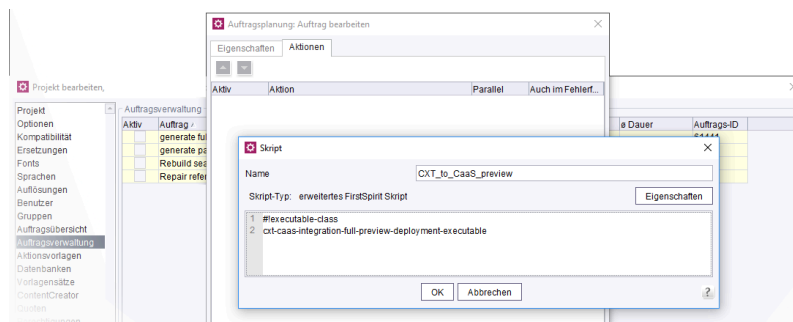 Auftragsplanung: Auftrag bearbeiten
Eigenschaften Aktionen
Aktiv Aktion Parallel Auch im Fehlerf...
Projekt bearbeiten,
Projekt
Optionen
Kompatibilität
Ersetzungen
Fonts
Sprachen
Auflösungen
Benutzer
Gruppen
Auftragsübersicht
Auftragsverwaltung
Aktionsvorlagen
Datenbanken
Vorlagensätze
ContentCreator
Quoten
Auftragsverwaltung
Aktiv Auftrag
generate ful
generate pa
Rebuild sea
Repair refer
ø Dauer Auftrags-ID
Skript
Name CXT_to_CaaS_preview
Skript-Typ: erweitertes FirstSpirit Skript Eigenschaften
1 #!executable-class
2 cxt-caas-integration-full-preview-deployment-executable
OK Abbrechen ?